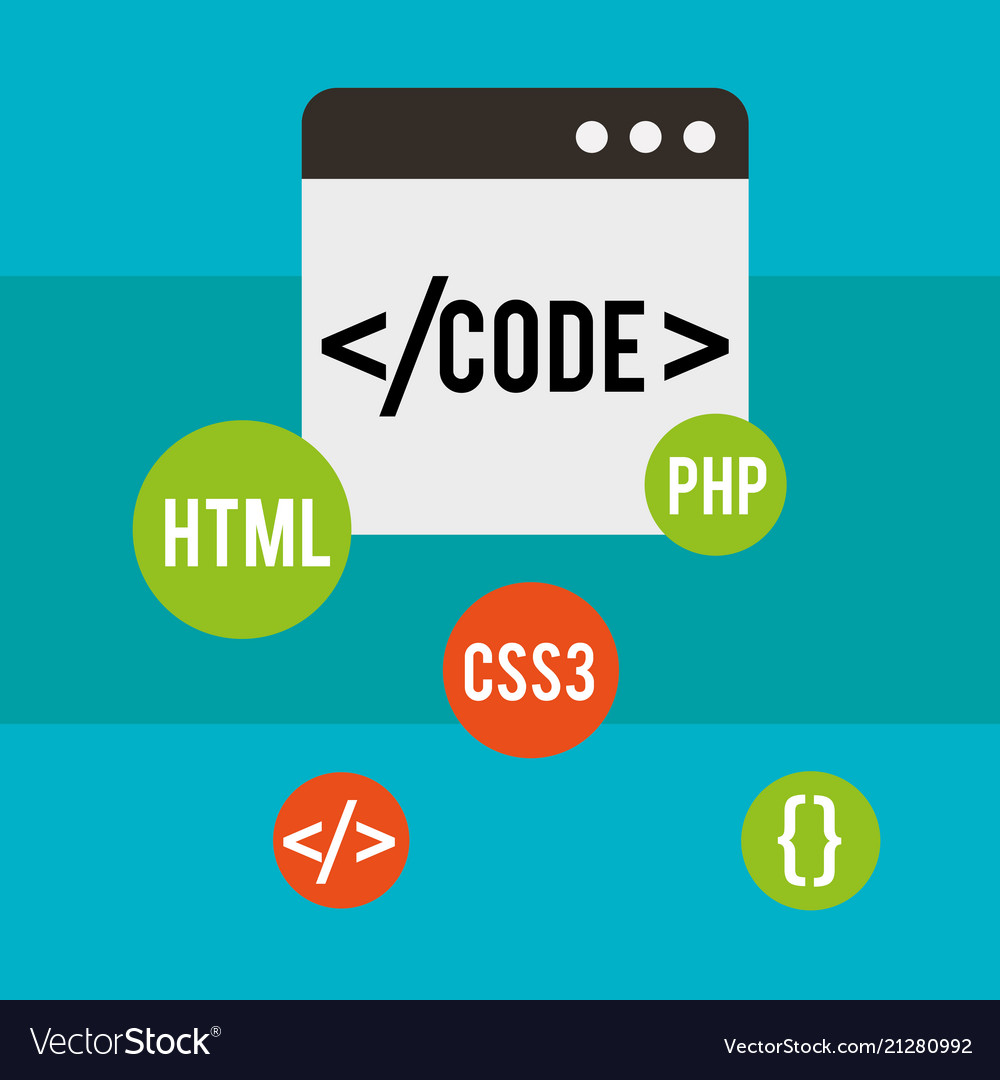 </CODE>
HTML
PHP
CSS3
</>
{}
VectorStock®
VectorStock.com/21280992